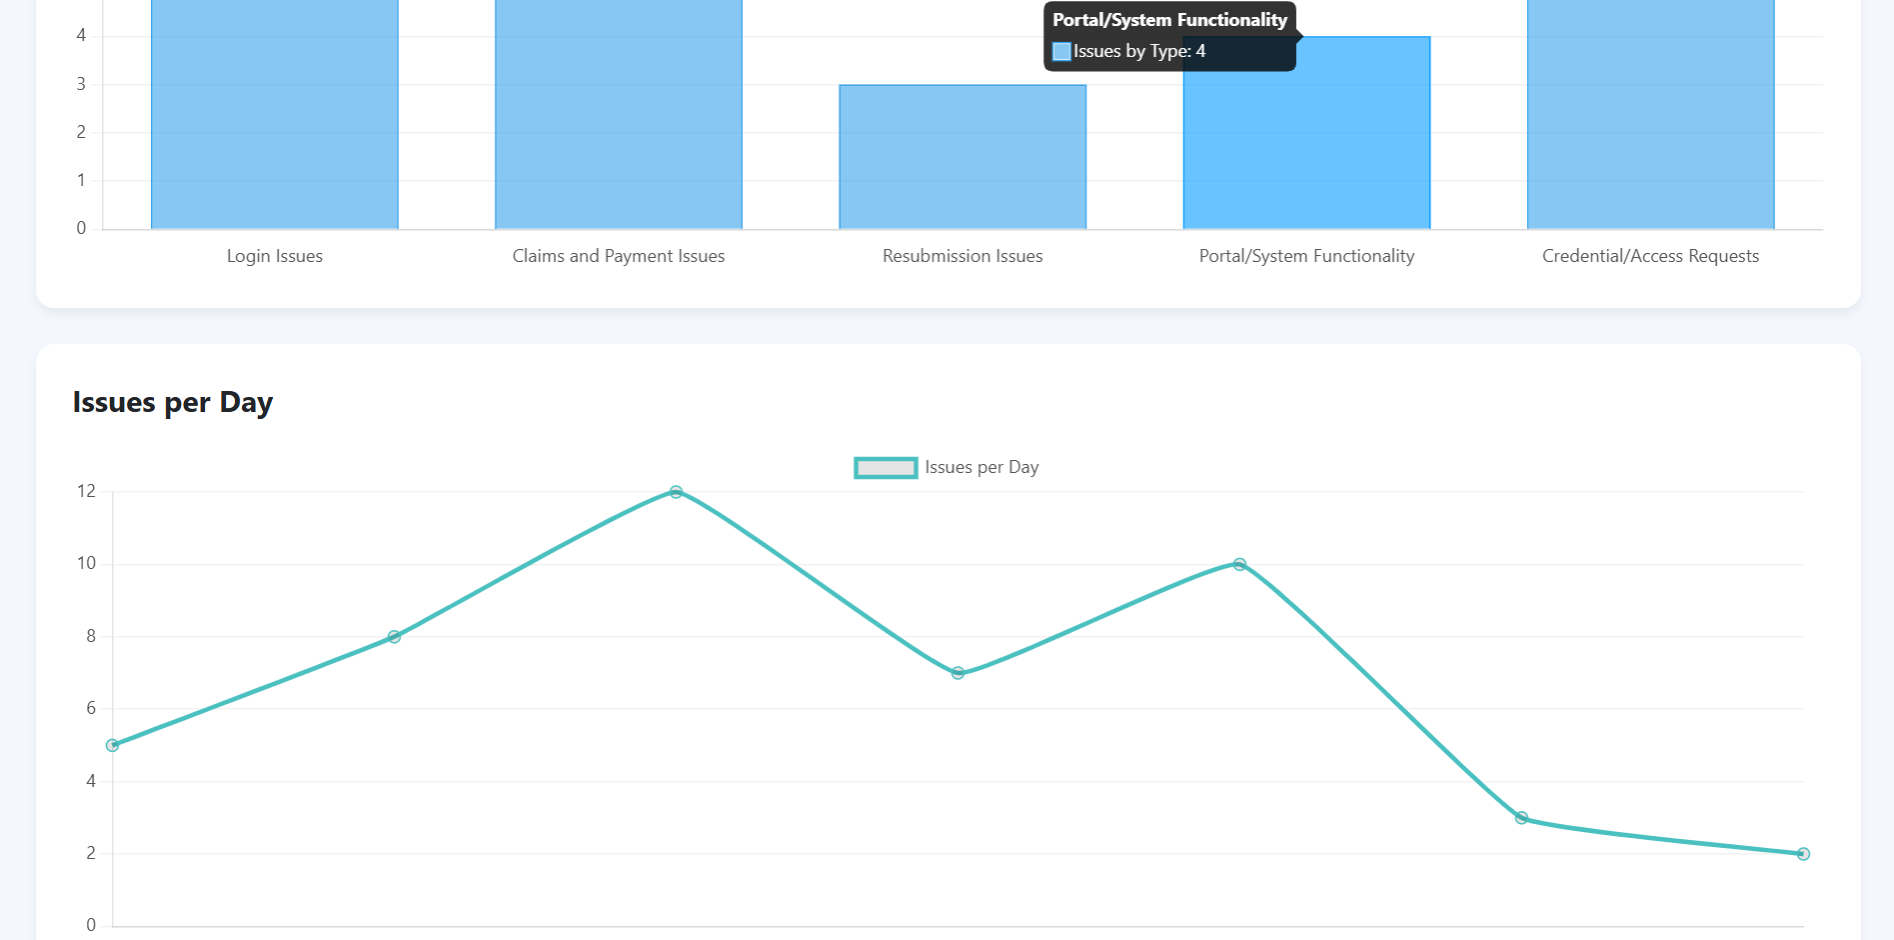 Portal/System Functionality
Issues by Type: 4
4
3
2
1
0
Login Issues
Claims and Payment Issues
Resubmission Issues
Portal/System Functionality
Credential/Access Requests
Issues per Day
Issues per Day
12
10
8
6
4
2
0